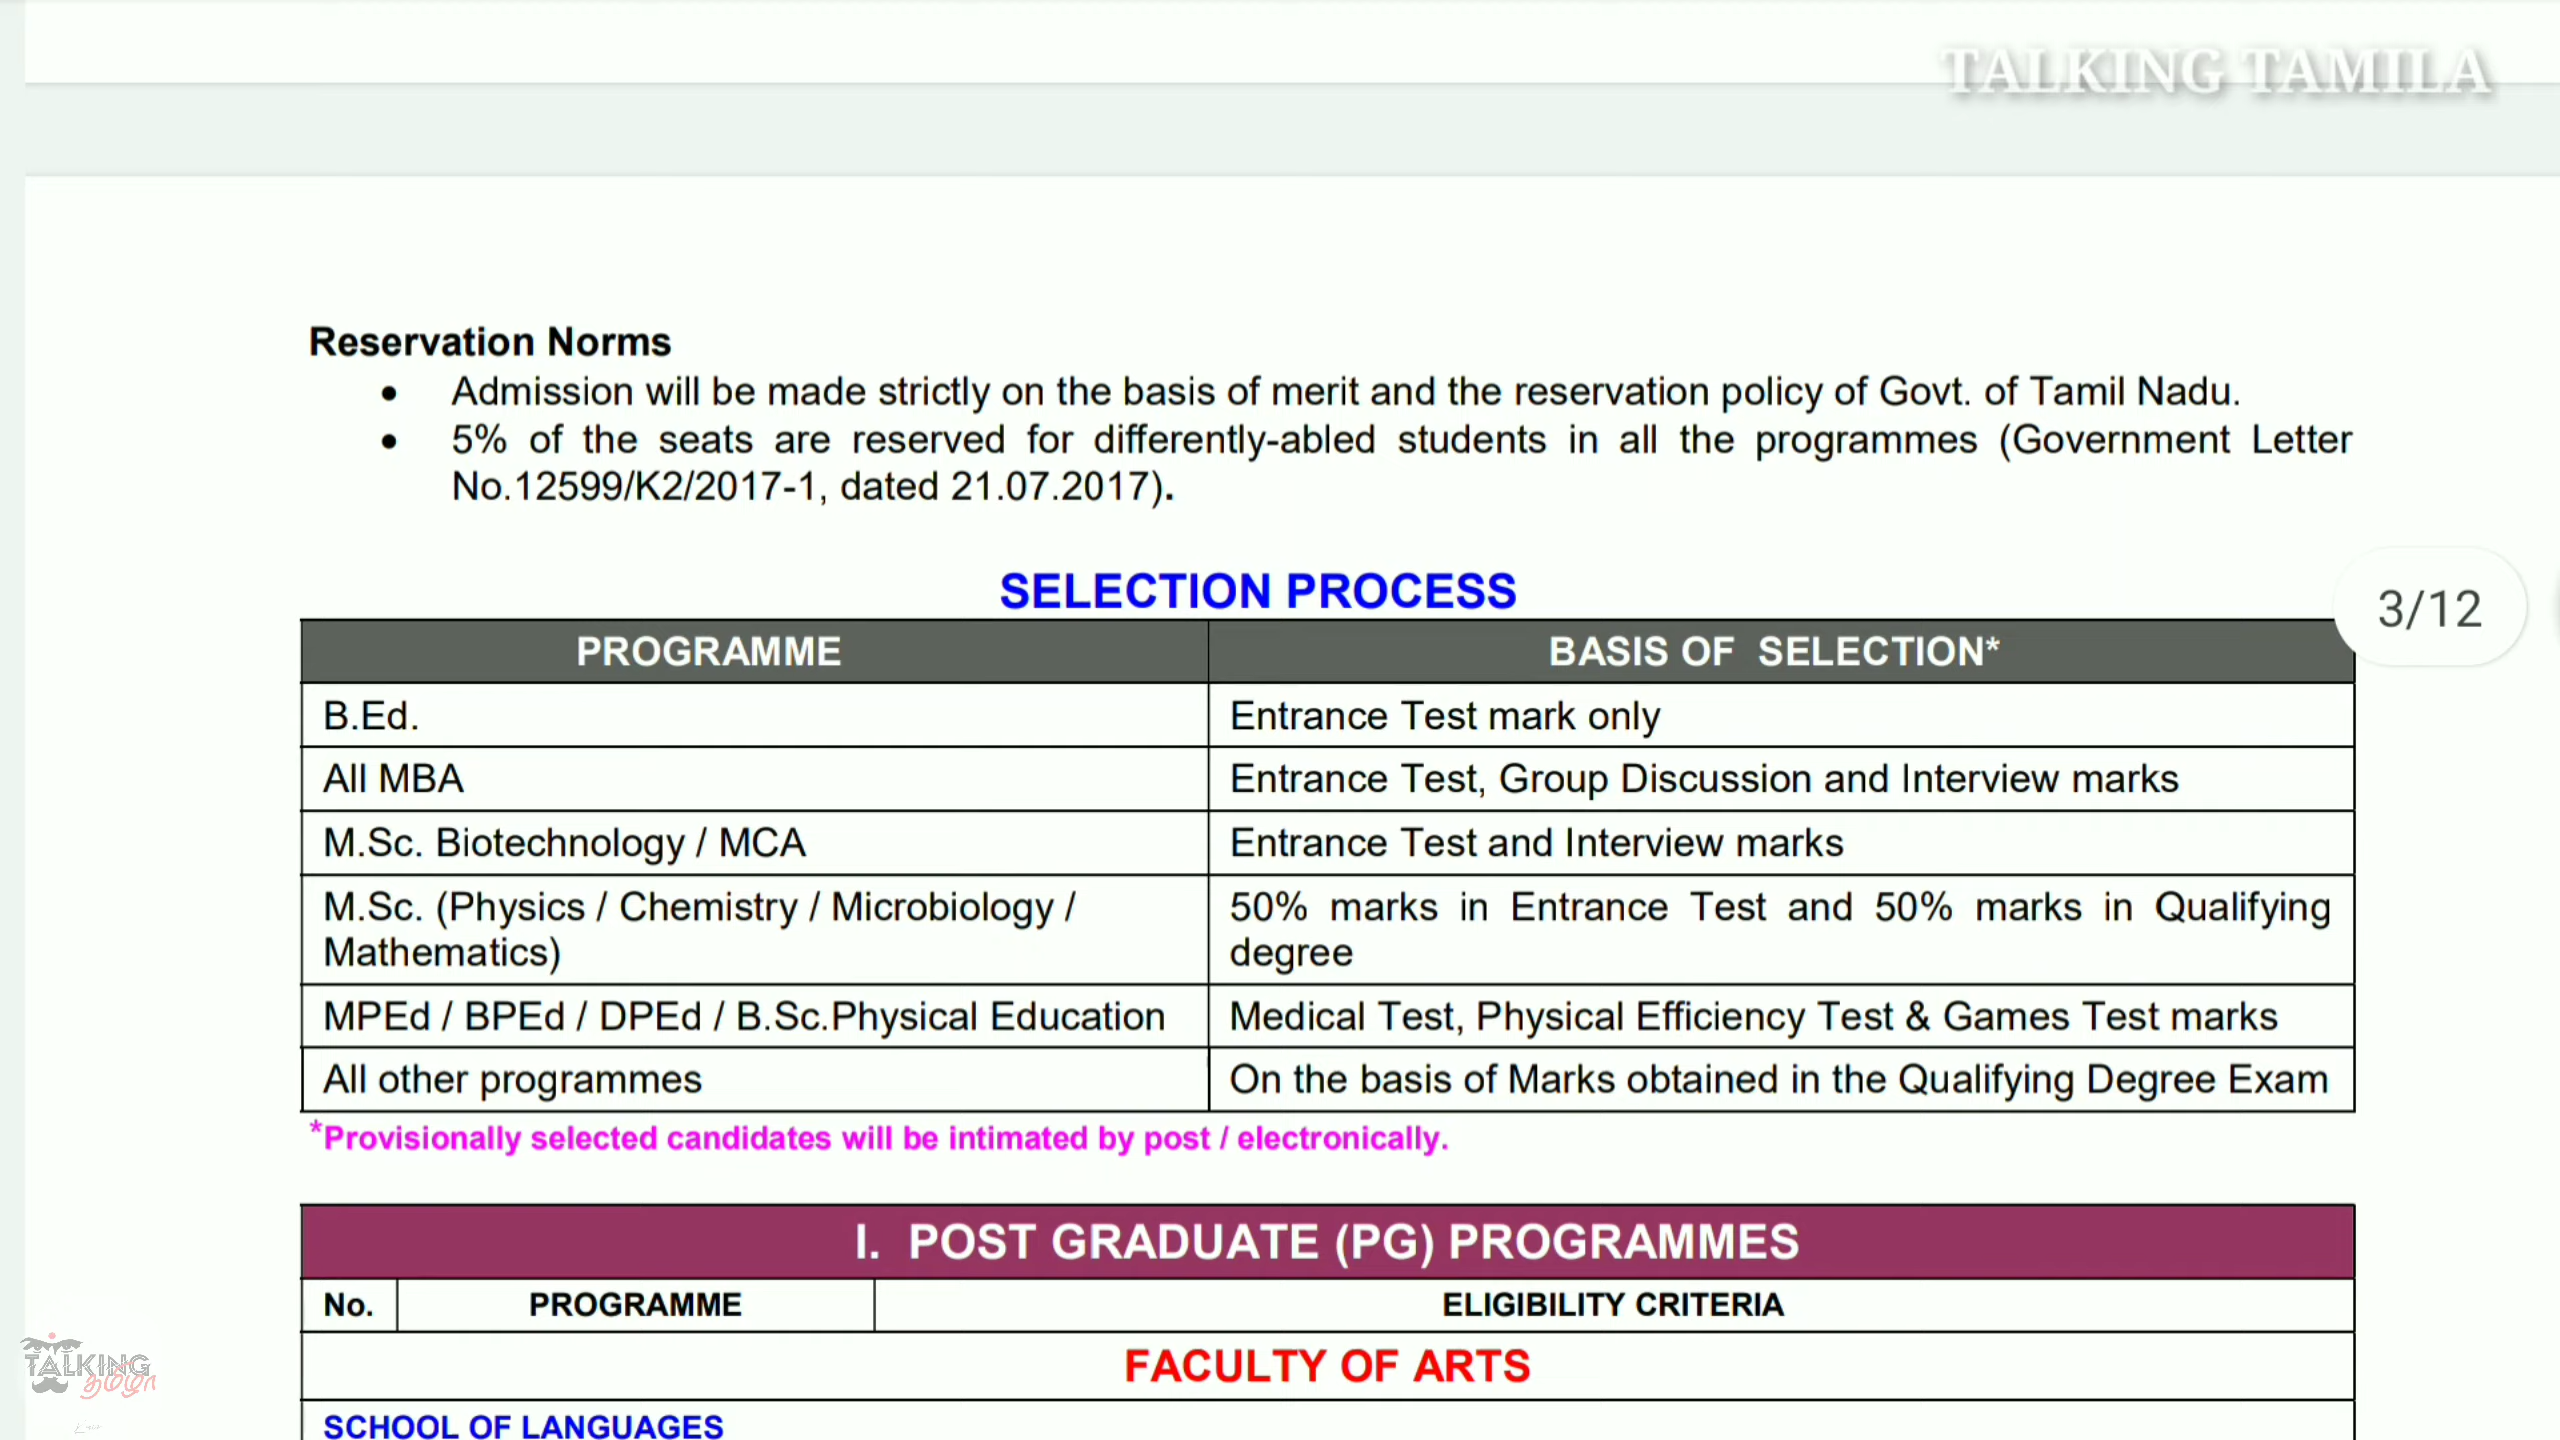 TALKING TAMILA
Reservation Norms
• Admission will be made strictly on the basis of merit and the reservation policy of Govt. of Tamil Nadu.
• 5% of the seats are reserved for differently-abled students in all the programmes (Government Letter
No.12599/K2/2017-1, dated 21.07.2017).
SELECTION PROCESS
3/12
PROGRAMME BASIS OF SELECTION*
B.Ed. Entrance Test mark only
All MBA Entrance Test, Group Discussion and Interview marks
M.Sc. Biotechnology / MCA Entrance Test and Interview marks
M.Sc. (Physics / Chemistry / Microbiology / 50% marks in Entrance Test and 50% marks in Qualifying
Mathematics) degree
MPEd / BPEd / DPEd / B.Sc.Physical Education Medical Test, Physical Efficiency Test & Games Test marks
All other programmes On the basis of Marks obtained in the Qualifying Degree Exam
*Provisionally selected candidates will be intimated by post / electronically.
I. POST GRADUATE (PG) PROGRAMMES
No. PROGRAMME ELIGIBILITY CRITERIA
FACULTY OF ARTS
SCHOOL OF LANGUAGES
TALKING
தமிழா